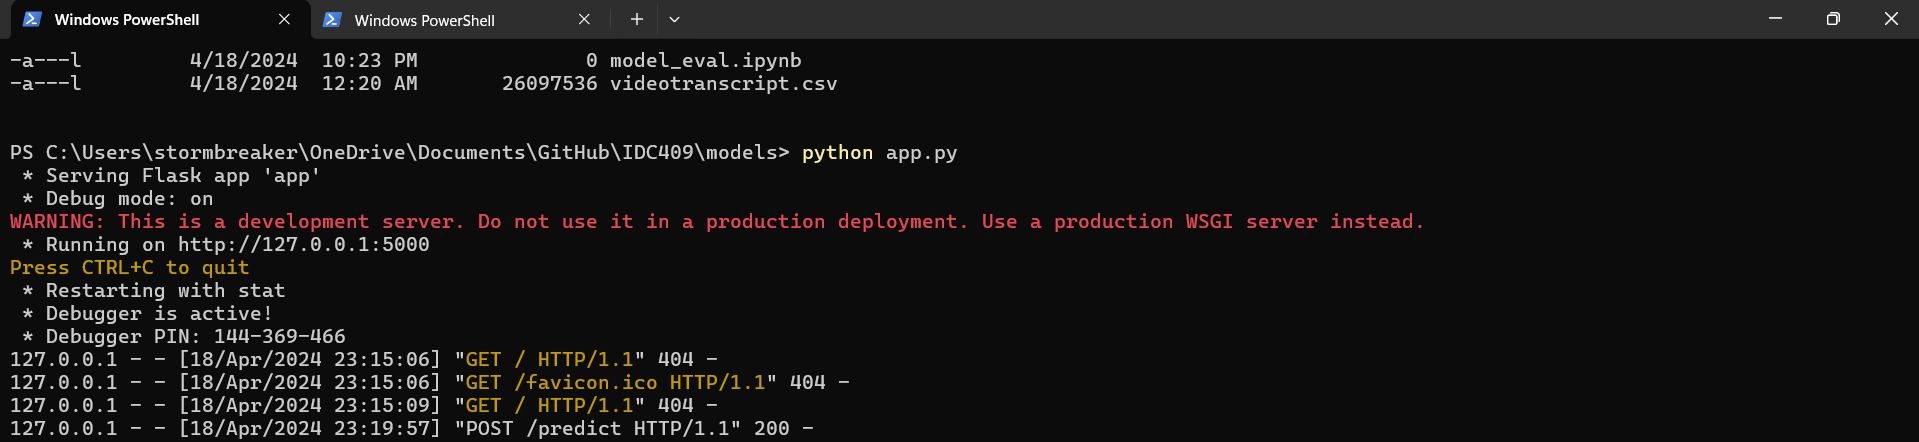 Windows PowerShell Windows PowerShell
-a---l 4/18/2024 10:23 PM 0 model_eval.ipynb
-a---l 4/18/2024 12:20 AM 26097536 videotranscript.csv
PS C:\Users\stormbreaker\OneDrive\Documents\GitHub\IDC409\models> python app.py
* Serving Flask app 'app'
* Debug mode: on
WARNING: This is a development server. Do not use it in a production deployment. Use a production WSGI server instead.
* Running on http://127.0.0.1:5000
Press CTRL+C to quit
* Restarting with stat
* Debugger is active!
* Debugger PIN: 144-369-466
127.0.0.1 - - [18/Apr/2024 23:15:06] "GET / HTTP/1.1" 404 -
127.0.0.1 - - [18/Apr/2024 23:15:06] "GET /favicon.ico HTTP/1.1" 404 -
127.0.0.1 - - [18/Apr/2024 23:15:09] "GET / HTTP/1.1" 404 -
127.0.0.1 - - [18/Apr/2024 23:19:57] "POST /predict HTTP/1.1" 200 -